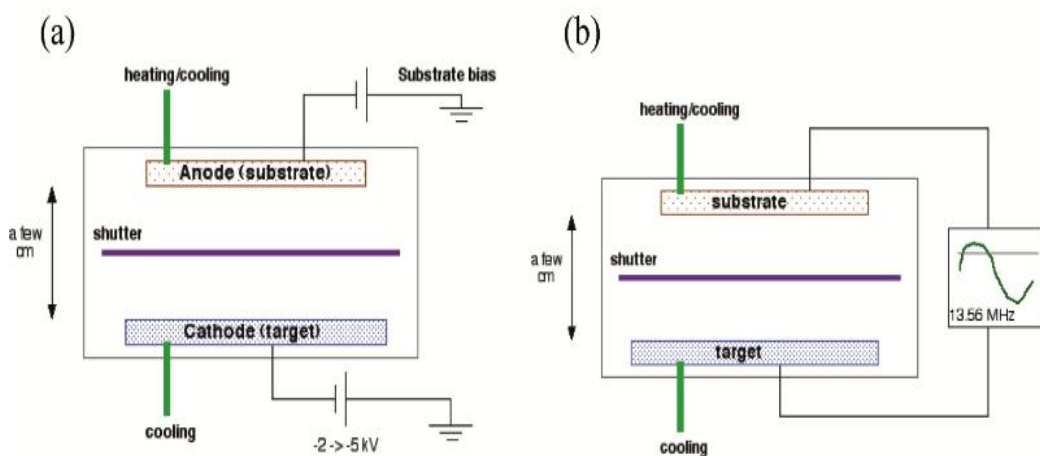 (a)
heating/cooling
Substrate bias
Anode (substrate)
a few
cm
shutter
Cathode (target)
cooling
-2 -> -5 kV
(b)
heating/cooling
substrate
a few
cm
shutter
13.56 MHz
target
cooling